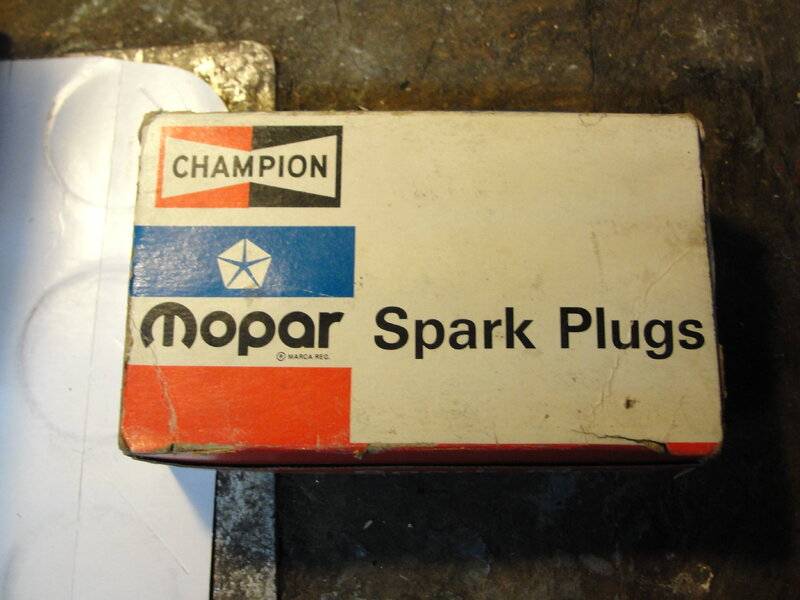 CHAMPION
mopar Spark Plugs
® MARCA REG.